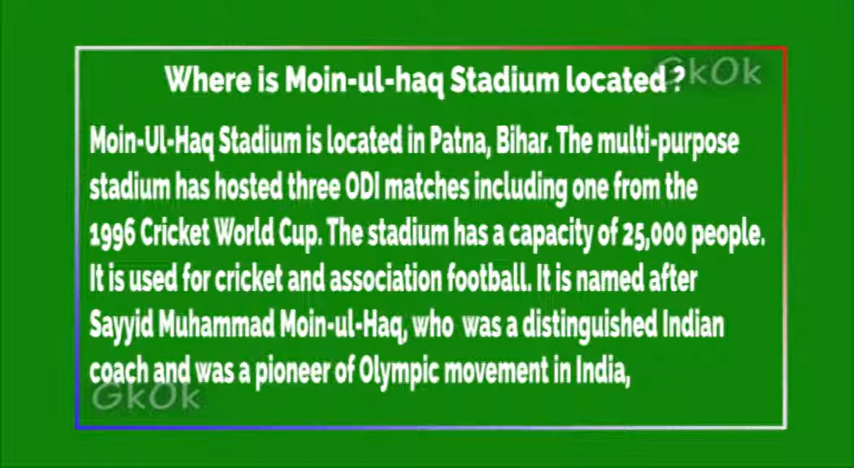 Where is Moin-ul-haq Stadium located ?
GkOk
Moin-Ul-Haq Stadium is located in Patna, Bihar. The multi-purpose
stadium has hosted three ODI matches including one from the
1996 Cricket World Cup. The stadium has a capacity of 25,000 people.
It is used for cricket and association football. It is named after
Sayyid Muhammad Moin-ul-Haq, who was a distinguished Indian
coach and was a pioneer of Olympic movement in India,
GkOk